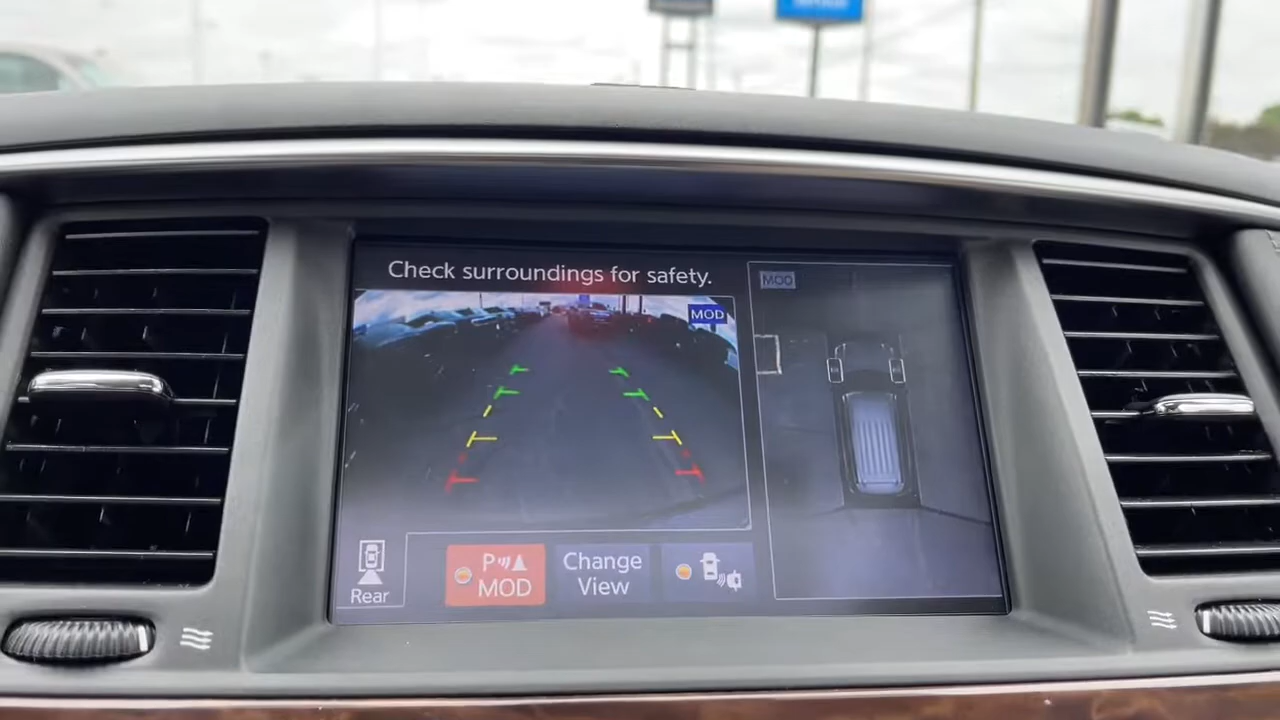 Check surroundings for safety.
MOD
MOD
Rear
P MOD
Change
View